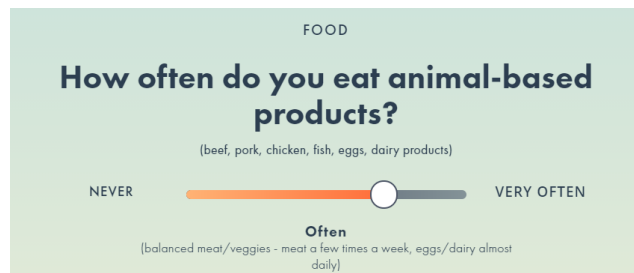 FOOD
How often do you eat animal-based
products?
(beef, pork, chicken, fish, eggs, dairy products)
NEVER
VERY OFTEN
Often
(balanced meat/veggies - meat a few times a week, eggs/dairy almost
daily)